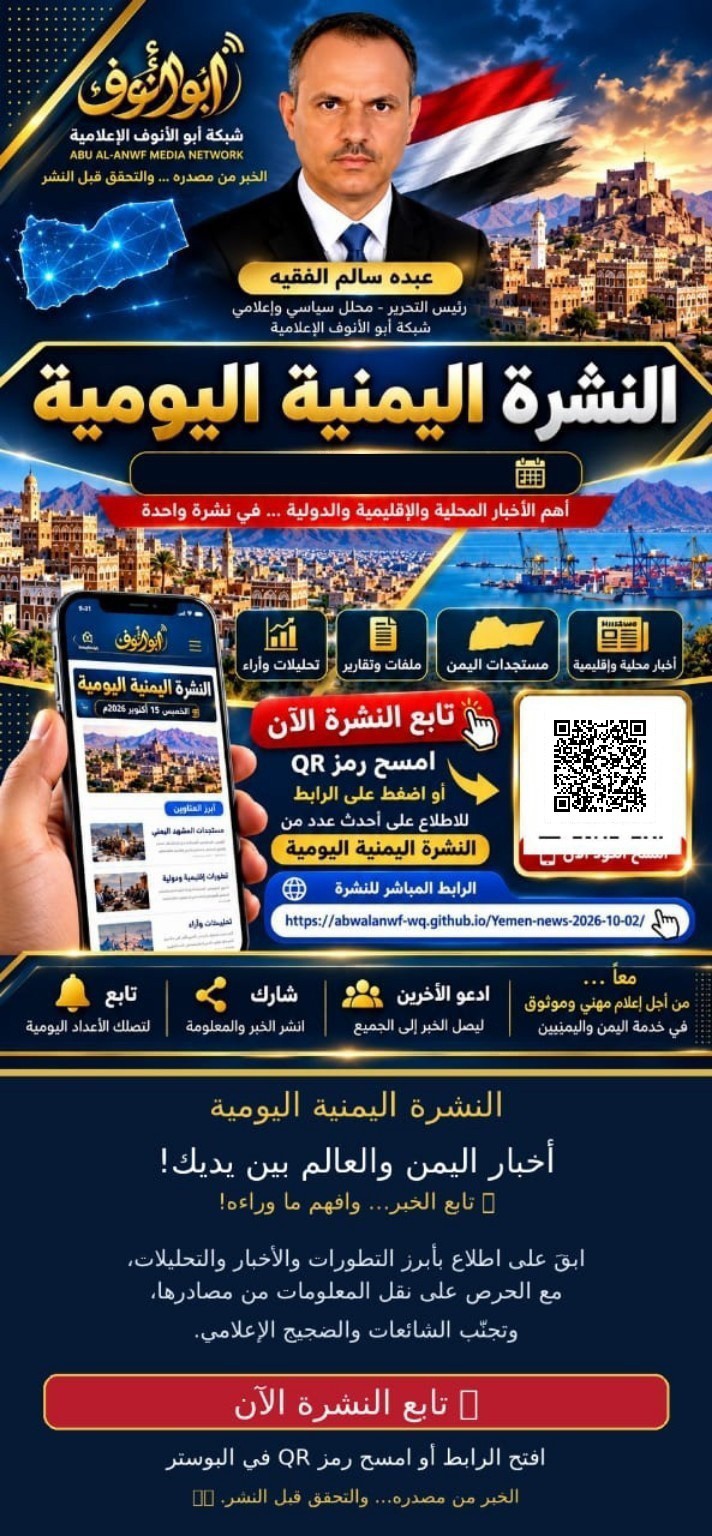 أبو الأنوف
شبكة أبو الأنوف الإعلامية
ABU AL-ANWF MEDIA NETWORK
الخبر من مصدره ... والتحقق قبل النشر
عبده سالم الفقيه
رئيس التحرير - محلل سياسي وإعلامي
شبكة أبو الأنوف الإعلامية
النشرة اليمنية اليومية
أهم الأخبار المحلية والإقليمية والدولية ... في نشرة واحدة
أخبار محلية وإقليمية
مستجدات اليمن
ملفات وتقارير
تحليلات وأراء
9:31
أبو الأنوف
النشرة اليمنية اليومية
الخميس 15 أكتوبر 2026م
أبرز العناوين
مستجدات المشهد اليمني
تطورات إقليمية ودولية
تحليلات وآراء
تابع النشرة الآن
امسح رمز QR
أو اضغط على الرابط
للاطلاع على أحدث عدد من
النشرة اليمنية اليومية
الرابط المباشر للنشرة
https://abwalanwf-wq.github.io/Yemen-news-2026-10-02/
معاً ...
من أجل إعلام مهني وموثوق
في خدمة اليمن واليمنيين
ادعو الأخرين
ليصل الخبر إلى الجميع
شارك
انشر الخبر والمعلومة
تابع
لتصلك الأعداد اليومية
النشرة اليمنية اليومية
أخبار اليمن والعالم بين يديك!
تابع الخبر... وافهم ما وراءه!
ابقَ على اطلاع بأبرز التطورات والأخبار والتحليلات،
مع الحرص على نقل المعلومات من مصادرها،
وتجنّب الشائعات والضجيج الإعلامي.
تابع النشرة الآن
افتح الرابط أو امسح رمز QR في البوستر
الخبر من مصدره... والتحقق قبل النشر.